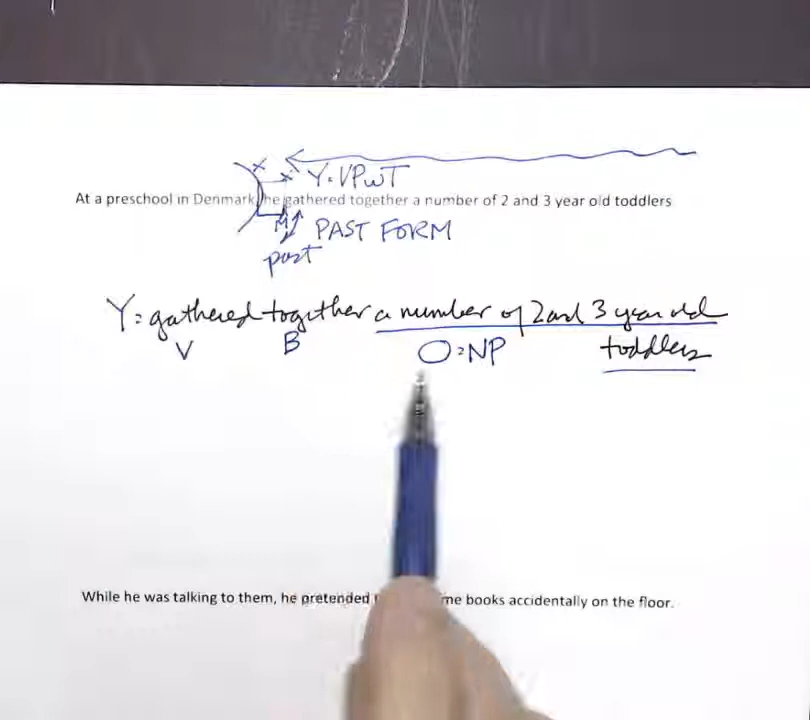 Y=VPwT
At a preschool in Denmark, he gathered together a number of 2 and 3 year old toddlers
PAST FORM
past
Y=gathered together a number of 2 and 3 year old
toddlers
V B O=NP
While he was talking to them, he pretended me books accidentally on the floor.